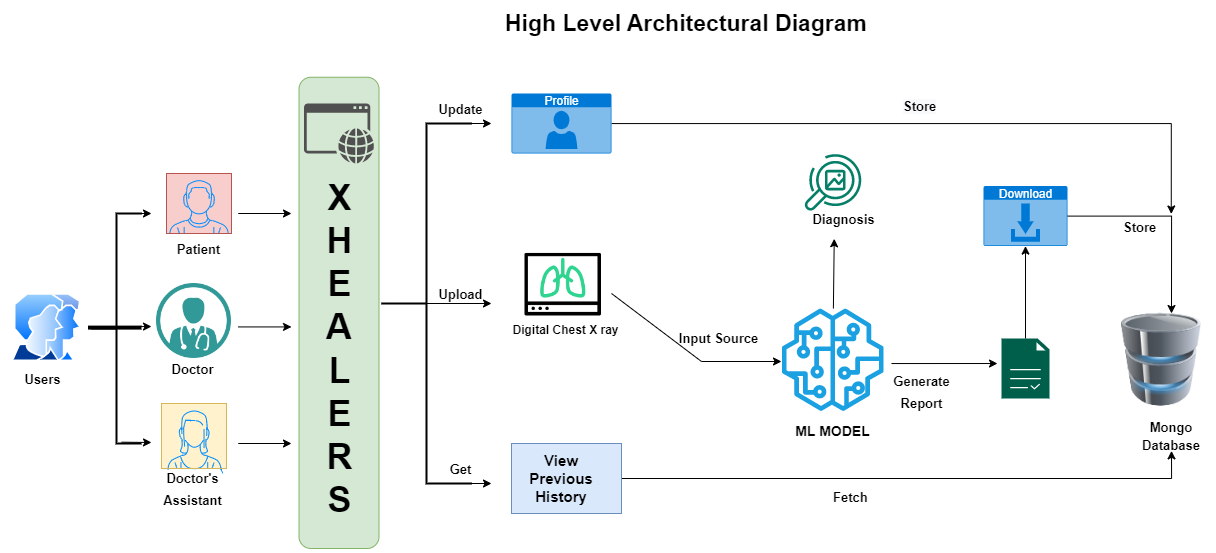 High Level Architectural Diagram
Users
Patient
Doctor
Doctor's
Assistant
X
H
E
A
L
E
R
S
Update
Profile
Store
Upload
Digital Chest X ray
Input Source
Diagnosis
ML MODEL
Generate
Report
Download
Store
Mongo
Database
Get
View
Previous
History
Fetch